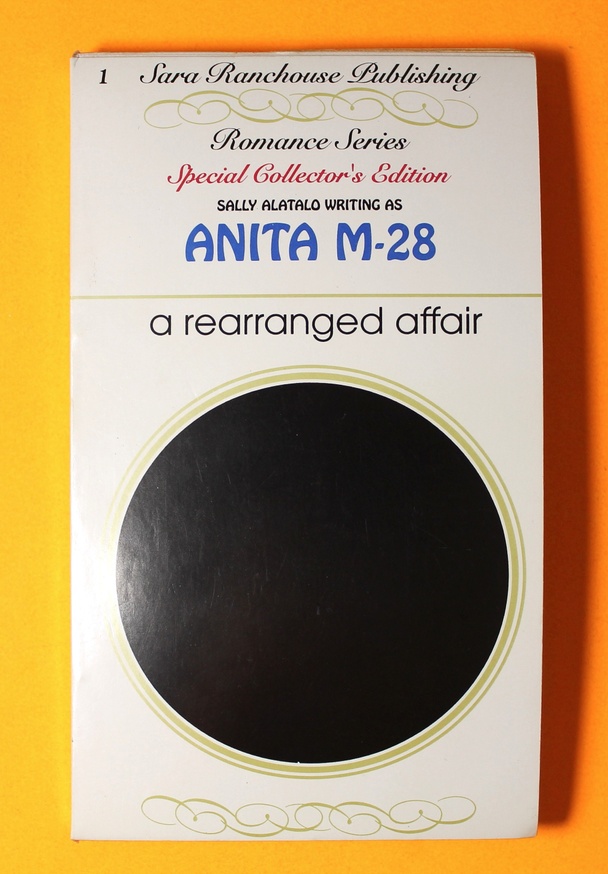 1 Sara Ranchouse Publishing
Romance Series
Special Collector's Edition
SALLY ALATALO WRITING AS
ANITA M-28
a rearranged affair